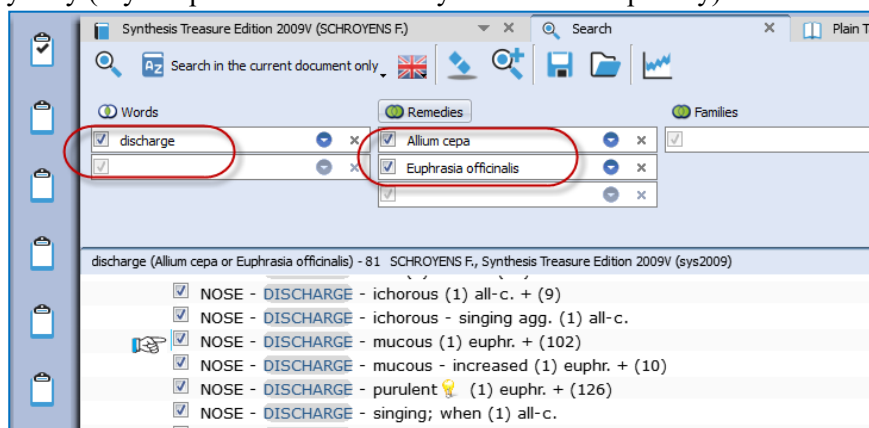 Synthesis Treasure Edition 2009V (SCHROYENS F.) Search Plain T
Search in the current document only
Words Remedies Families
discharge Allium cepa
Euphrasia officinalis
discharge (Allium cepa or Euphrasia officinalis) - 81 SCHROYENS F., Synthesis Treasure Edition 2009V (sys2009)
NOSE - DISCHARGE - ichorous (1) all-c. + (9)
NOSE - DISCHARGE - ichorous - singing agg. (1) all-c.
NOSE - DISCHARGE - mucous (1) euphr. + (102)
NOSE - DISCHARGE - mucous - increased (1) euphr. + (10)
NOSE - DISCHARGE - purulent (1) euphr. + (126)
NOSE - DISCHARGE - singing; when (1) all-c.